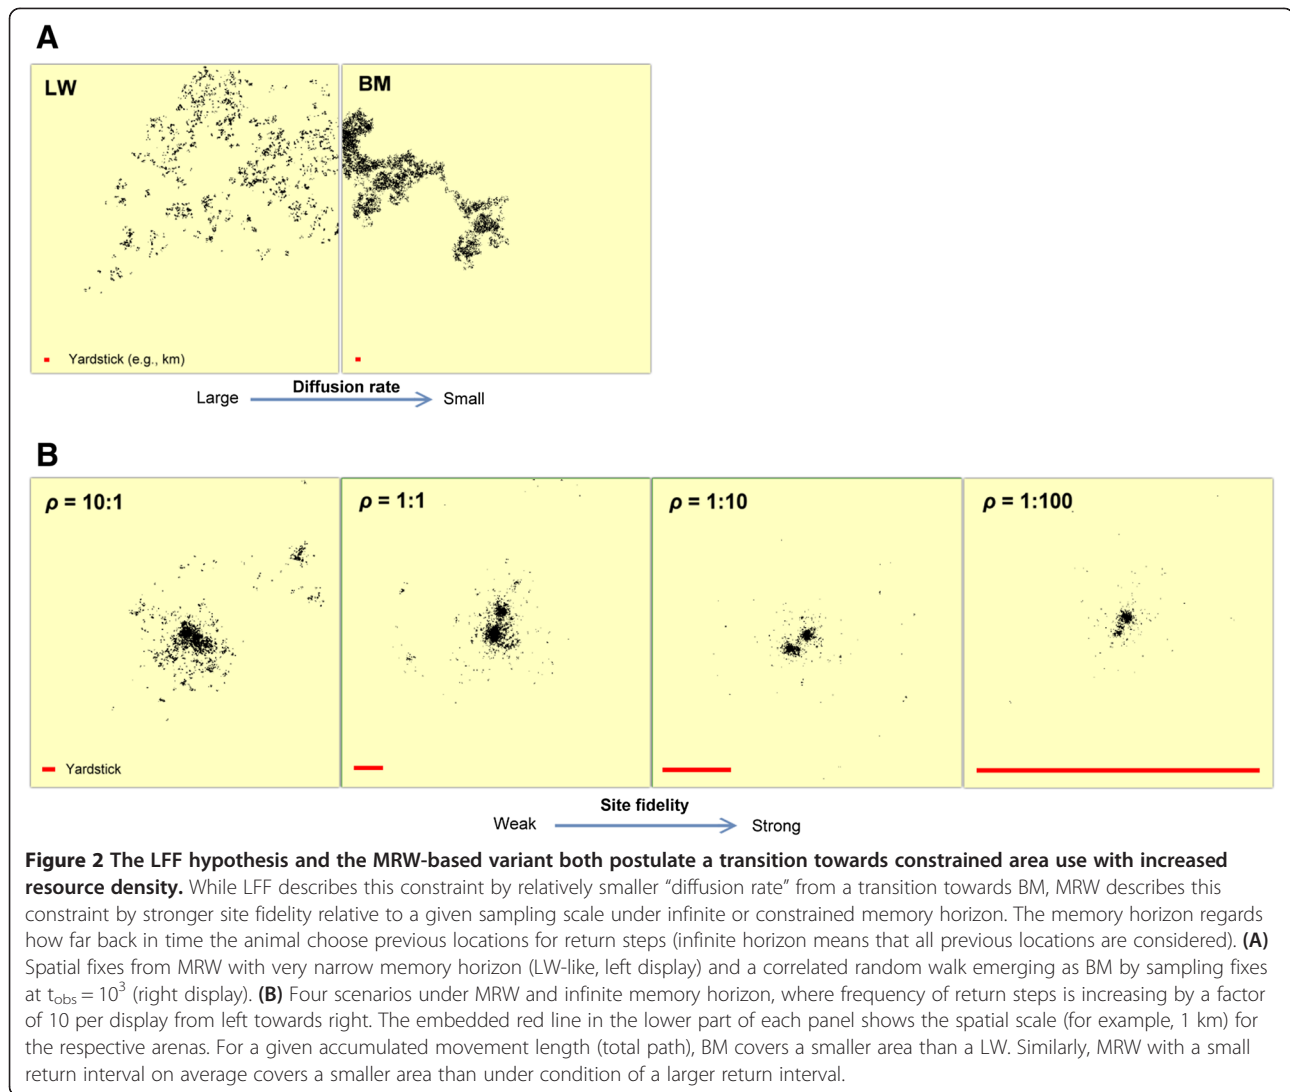 A
LW
BM
Yardstick (e.g., km)
Diffusion rate
Large
Small
B
ρ = 10:1
ρ = 1:1
ρ = 1:10
ρ = 1:100
Yardstick
Site fidelity
Weak
Strong
Figure 2 The LFF hypothesis and the MRW-based variant both postulate a transition towards constrained area use with increased
resource density. While LFF describes this constraint by relatively smaller “diffusion rate” from a transition towards BM, MRW describes this
constraint by stronger site fidelity relative to a given sampling scale under infinite or constrained memory horizon. The memory horizon regards
how far back in time the animal choose previous locations for return steps (infinite horizon means that all previous locations are considered). (A)
Spatial fixes from MRW with very narrow memory horizon (LW-like, left display) and a correlated random walk emerging as BM by sampling fixes
at t_obs = 10³ (right display). (B) Four scenarios under MRW and infinite memory horizon, where frequency of return steps is increasing by a factor
of 10 per display from left towards right. The embedded red line in the lower part of each panel shows the spatial scale (for example, 1 km) for
the respective arenas. For a given accumulated movement length (total path), BM covers a smaller area than a LW. Similarly, MRW with a small
return interval on average covers a smaller area than under condition of a larger return interval.